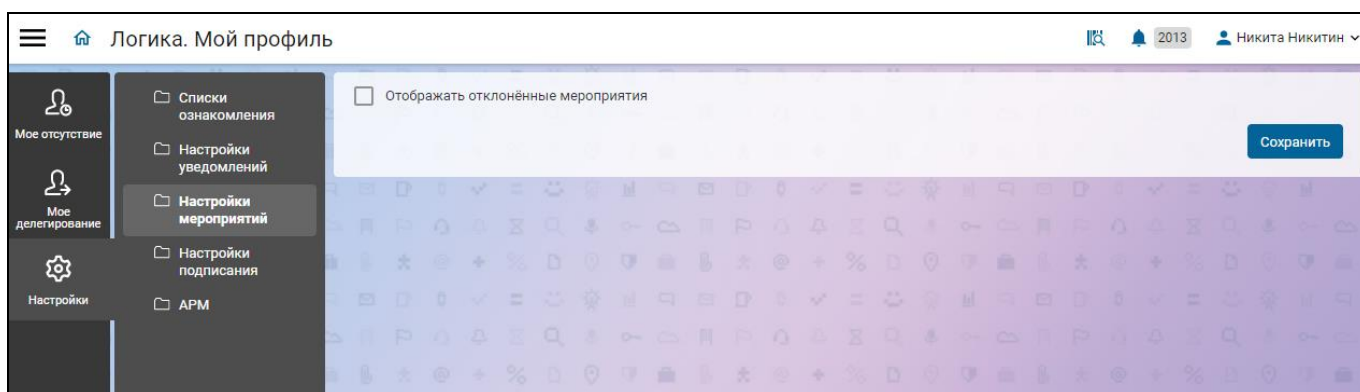 Логика. Мой профиль
2013
Никита Никитин
Мое отсутствие
Мое
делегирование
Настройки
Списки
ознакомления
Настройки
уведомлений
Настройки
мероприятий
Настройки
подписания
АРМ
Отображать отклонённые мероприятия
Сохранить